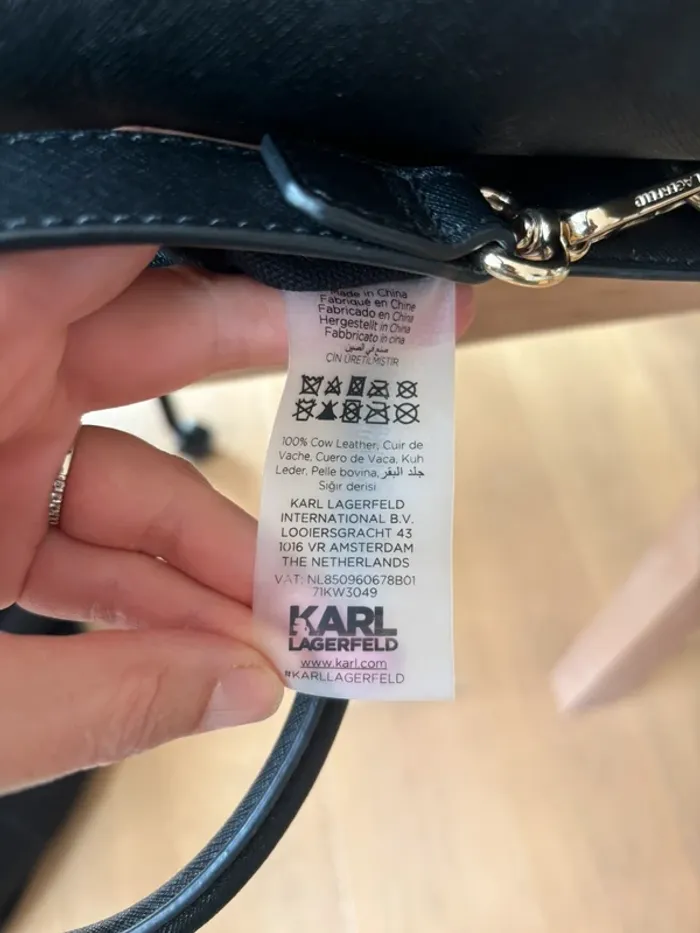 LAGERFELD
Made in China
Fabriqué en Chine
Fabricado en China
Hergestellt in China
Fabbricato in cina
صنع في الصين
ÇİN ÜRETİLMİŞTİR
100% Cow Leather, Cuir de
Vache, Cuero de Vaca, Kuh
Leder, Pelle bovina, جلد البقر
Sığır derisi
KARL LAGERFELD
INTERNATIONAL B.V.
LOOIERSGRACHT 43
1016 VR AMSTERDAM
THE NETHERLANDS
VAT: NL850960678B01
71KW3049
KARL
LAGERFELD
www.karl.com
#KARLLAGERFELD